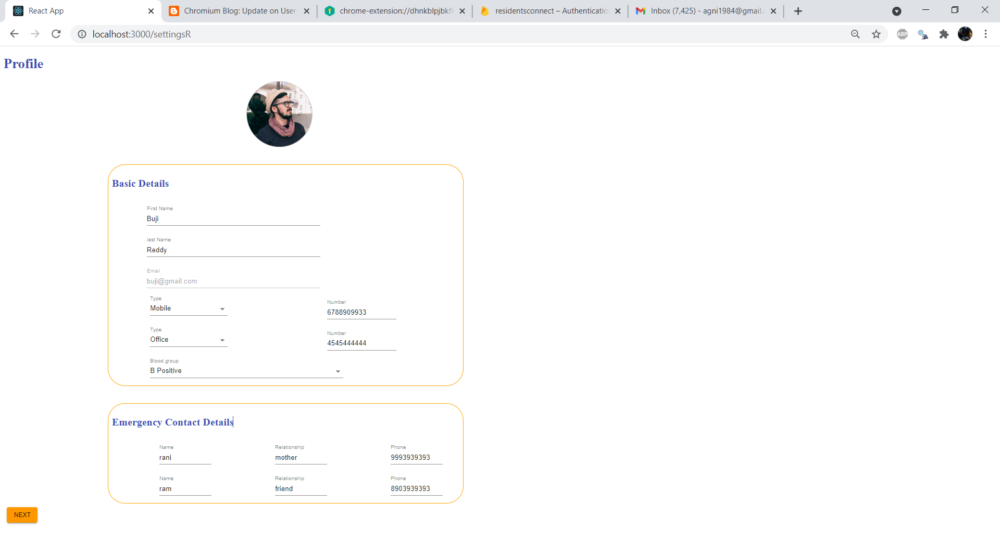 React App
Chromium Blog: Update on User-
chrome-extension://dhnkblpjbkfk
residentsconnect – Authentication
Inbox (7,425) - agni1984@gmail.c
localhost:3000/settingsR
ABP
Profile
Basic Details
First Name
Buji
last Name
Reddy
Email
buji@gmail.com
Type
Mobile
Number
6788909933
Type
Office
Number
4545444444
Blood group
B Positive
Emergency Contact Details
Name Relationship Phone
rani mother 9993939393
Name Relationship Phone
ram friend 8903939393
NEXT